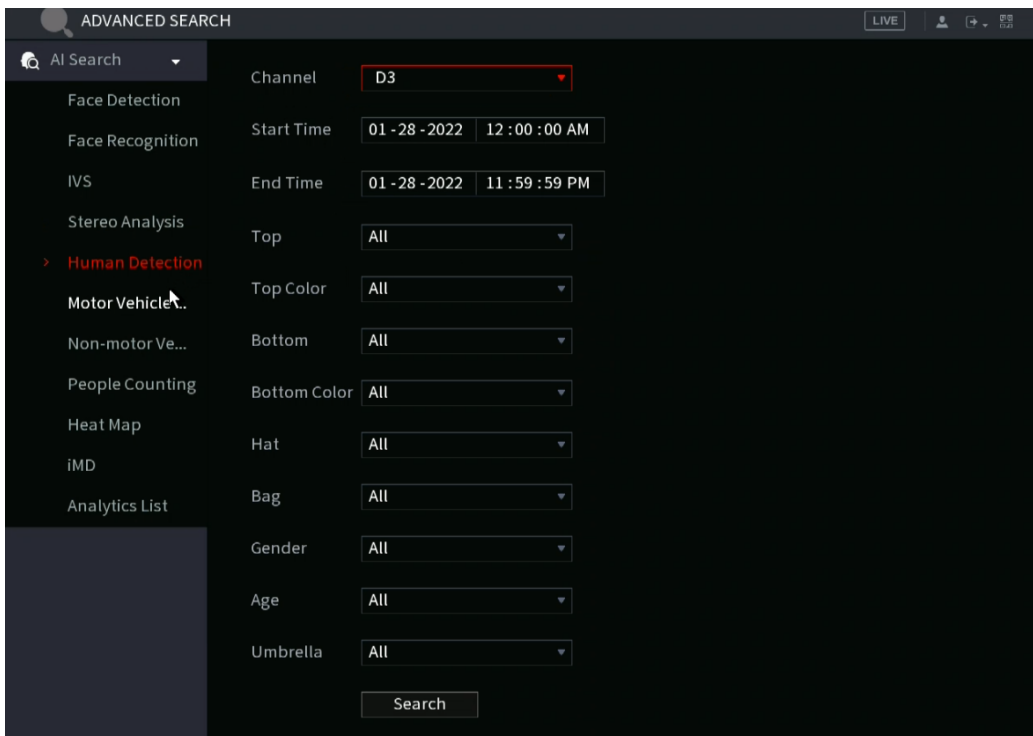 ADVANCED SEARCH
LIVE
AI Search
Face Detection
Face Recognition
IVS
Stereo Analysis
> Human Detection
Motor Vehicle ...
Non-motor Ve...
People Counting
Heat Map
iMD
Analytics List
Channel D3
Start Time 01 - 28 - 2022 12 : 00 : 00 AM
End Time 01 - 28 - 2022 11 : 59 : 59 PM
Top All
Top Color All
Bottom All
Bottom Color All
Hat All
Bag All
Gender All
Age All
Umbrella All
Search